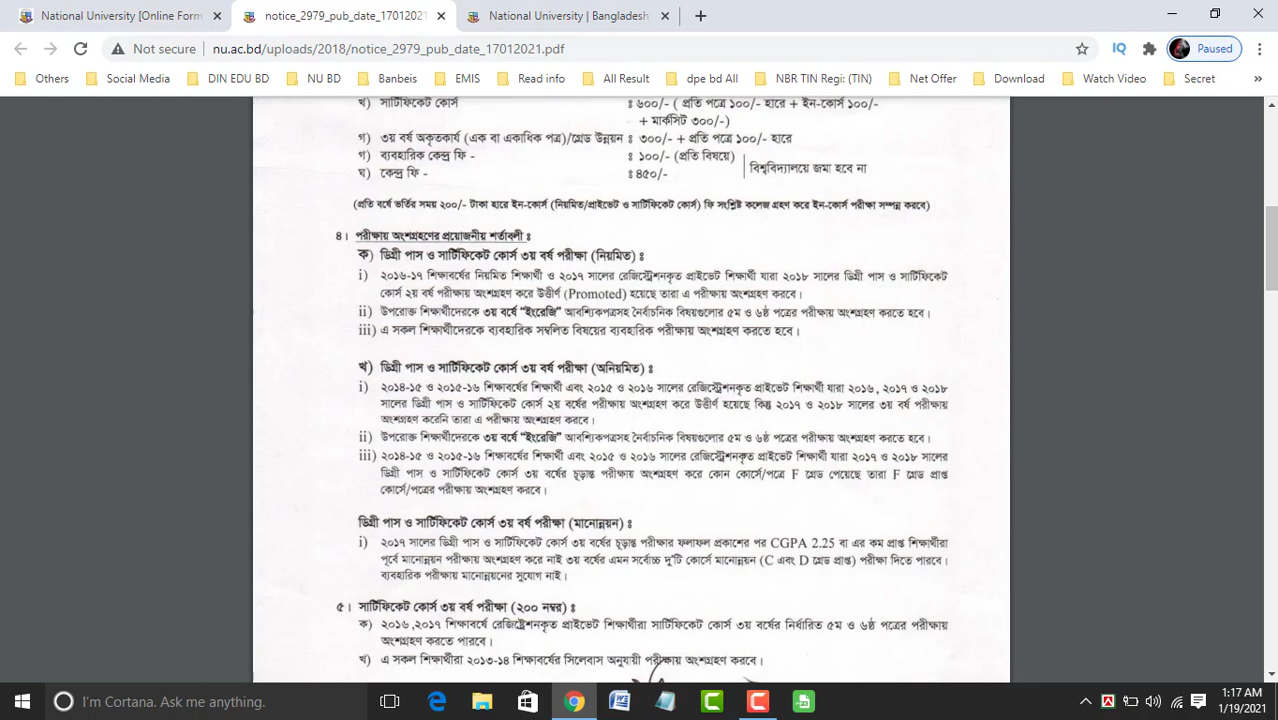 National University [Online Form
notice_2979_pub_date_17012021.
National University | Bangladesh
Not secure
nu.ac.bd/uploads/2018/notice_2979_pub_date_17012021.pdf
Paused
Others
Social Media
DIN EDU BD
NU BD
Banbeis
EMIS
Read info
All Result
dpe bd All
NBR TIN Regi: (TIN)
Net Offer
Download
Watch Video
Secret
খ) সার্টিফিকেট কোর্স ঃ ৬০০/- ( প্রতি পত্রে ১০০/- হারে + ইন-কোর্স ১০০/-
+ মার্কসিট ৩০০/-)
গ) ৩য় বর্ষ অকৃতকার্য (এক বা একাধিক পত্র)/গ্রেড উন্নয়ন ঃ ৩০০/- + প্রতি পত্রে ১০০/- হারে
গ) ব্যবহারিক কেন্দ্র ফি - ঃ ১০০/- (প্রতি বিষয়ে)
বিশ্ববিদ্যালয়ে জমা হবে না
ঘ) কেন্দ্র ফি - ঃ ৪৫০/-
(প্রতি বর্ষে ভর্তির সময় ২০০/- টাকা হারে ইন-কোর্স (নিয়মিত/প্রাইভেট ও সার্টিফিকেট কোর্স) ফি সংশ্লিষ্ট কলেজ গ্রহণ করে ইন-কোর্স পরীক্ষা সম্পন্ন করবে)
৪। পরীক্ষায় অংশগ্রহণের প্রয়োজনীয় শর্তাবলী ঃ
ক) ডিগ্রী পাস ও সার্টিফিকেট কোর্স ৩য় বর্ষ পরীক্ষা (নিয়মিত) ঃ
i) ২০১৬-১৭ শিক্ষাবর্ষের নিয়মিত শিক্ষার্থী ও ২০১৭ সালের রেজিস্ট্রেশনকৃত প্রাইভেট শিক্ষার্থী যারা ২০১৮ সালের ডিগ্রী পাস ও সার্টিফিকেট
কোর্স ২য় বর্ষ পরীক্ষায় অংশগ্রহণ করে উত্তীর্ণ (Promoted) হয়েছে তারা এ পরীক্ষায় অংশগ্রহণ করবে।
ii) উপরোক্ত শিক্ষার্থীদেরকে ৩য় বর্ষে “ইংরেজি” আবশ্যিকপত্রসহ নৈর্বাচনিক বিষয়গুলোর ৫ম ও ৬ষ্ঠ পত্রের পরীক্ষায় অংশগ্রহণ করতে হবে।
iii) এ সকল শিক্ষার্থীদেরকে ব্যবহারিক সম্বলিত বিষয়ের ব্যবহারিক পরীক্ষায় অংশগ্রহণ করতে হবে।
খ) ডিগ্রী পাস ও সার্টিফিকেট কোর্স ৩য় বর্ষ পরীক্ষা (অনিয়মিত) ঃ
i) ২০১৪-১৫ ও ২০১৫-১৬ শিক্ষাবর্ষের শিক্ষার্থী এবং ২০১৫ ও ২০১৬ সালের রেজিস্ট্রেশনকৃত প্রাইভেট শিক্ষার্থী যারা ২০১৬, ২০১৭ ও ২০১৮
সালের ডিগ্রী পাস ও সার্টিফিকেট কোর্স ২য় বর্ষের পরীক্ষায় অংশগ্রহণ করে উত্তীর্ণ হয়েছে কিন্তু ২০১৭ ও ২০১৮ সালের ৩য় বর্ষ পরীক্ষায়
অংশগ্রহণ করেনি তারা এ পরীক্ষায় অংশগ্রহণ করবে।
ii) উপরোক্ত শিক্ষার্থীদেরকে ৩য় বর্ষে “ইংরেজি” আবশ্যিকপত্রসহ নৈর্বাচনিক বিষয়গুলোর ৫ম ও ৬ষ্ঠ পত্রের পরীক্ষায় অংশগ্রহণ করতে হবে।
iii) ২০১৪-১৫ ও ২০১৫-১৬ শিক্ষাবর্ষের শিক্ষার্থী এবং ২০১৫ ও ২০১৬ সালের রেজিস্ট্রেশনকৃত প্রাইভেট শিক্ষার্থী যারা ২০১৭ ও ২০১৮ সালের
ডিগ্রী পাস ও সার্টিফিকেট কোর্স ৩য় বর্ষের চূড়ান্ত পরীক্ষায় অংশগ্রহণ করে কোন কোর্সে/পত্রে F গ্রেড পেয়েছে তারা F গ্রেড প্রাপ্ত
কোর্সে/পত্রের পরীক্ষায় অংশগ্রহণ করবে।
ডিগ্রী পাস ও সার্টিফিকেট কোর্স ৩য় বর্ষ পরীক্ষা (মানোন্নয়ন) ঃ
i) ২০১৭ সালের ডিগ্রী পাস ও সার্টিফিকেট কোর্স ৩য় বর্ষের চূড়ান্ত পরীক্ষার ফলাফল প্রকাশের পর CGPA 2.25 বা এর কম প্রাপ্ত শিক্ষার্থীরা
পূর্বে মানোন্নয়ন পরীক্ষায় অংশগ্রহণ করে নাই ৩য় বর্ষের এমন সর্বোচ্চ দু'টি কোর্সে মানোন্নয়ন (C এবং D গ্রেড প্রাপ্ত) পরীক্ষা দিতে পারবে।
ব্যবহারিক পরীক্ষায় মানোন্নয়নের সুযোগ নাই।
৫। সার্টিফিকেট কোর্স ৩য় বর্ষ পরীক্ষা (২০০ নম্বর) ঃ
ক) ২০১৬,২০১৭ শিক্ষাবর্ষে রেজিষ্ট্রেশনকৃত প্রাইভেট শিক্ষার্থীরা সার্টিফিকেট কোর্স ৩য় বর্ষের নির্ধারিত ৫ম ও ৬ষ্ঠ পত্রের পরীক্ষায়
অংশগ্রহণ করতে পারবে।
খ) এ সকল শিক্ষার্থীরা ২০১৩-১৪ শিক্ষাবর্ষের সিলেবাস অনুযায়ী পরীক্ষায় অংশগ্রহণ করবে।
I'm Cortana. Ask me anything.
1:17 AM
1/19/2021